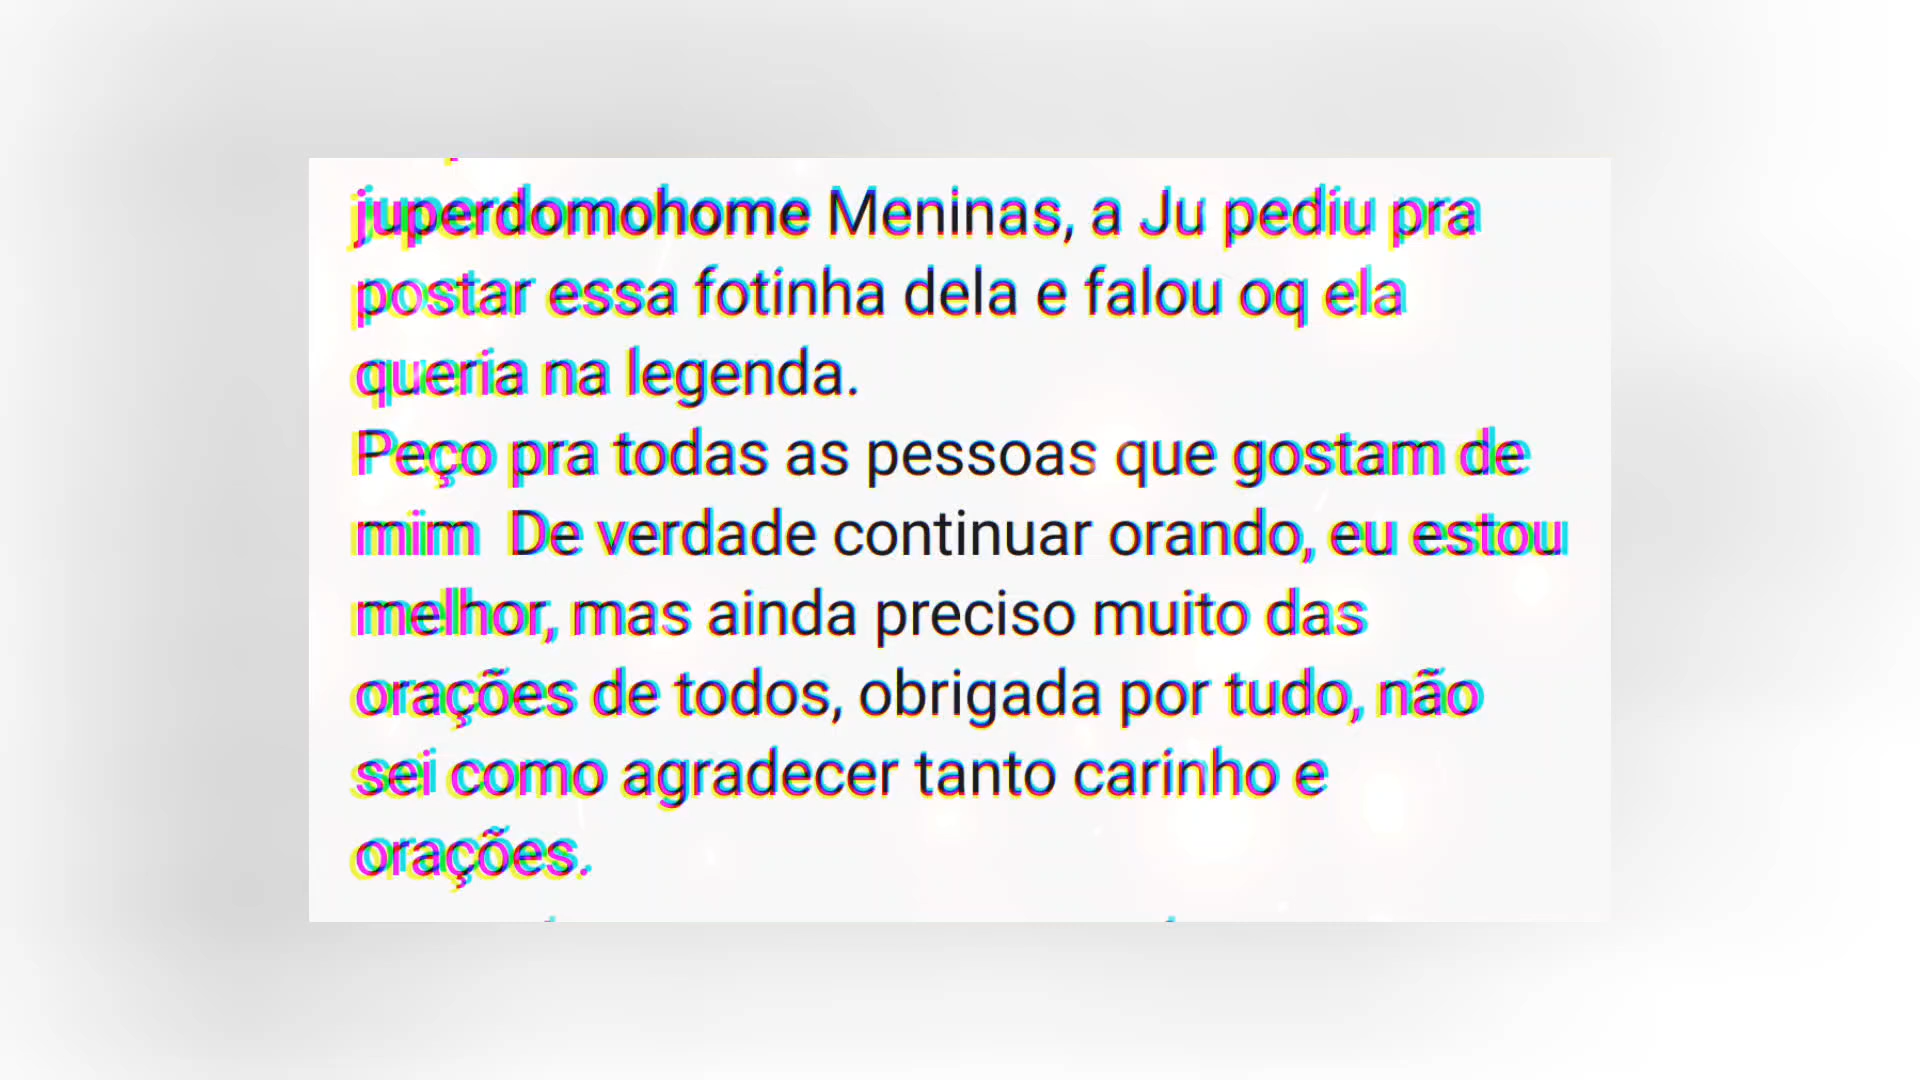 juperdomohome Meninas, a Ju pediu pra
postar essa fotinha dela e falou oq ela
queria na legenda.
Peço pra todas as pessoas que gostam de
mim  De verdade continuar orando, eu estou
melhor, mas ainda preciso muito das
orações de todos, obrigada por tudo, não
sei como agradecer tanto carinho e
orações.